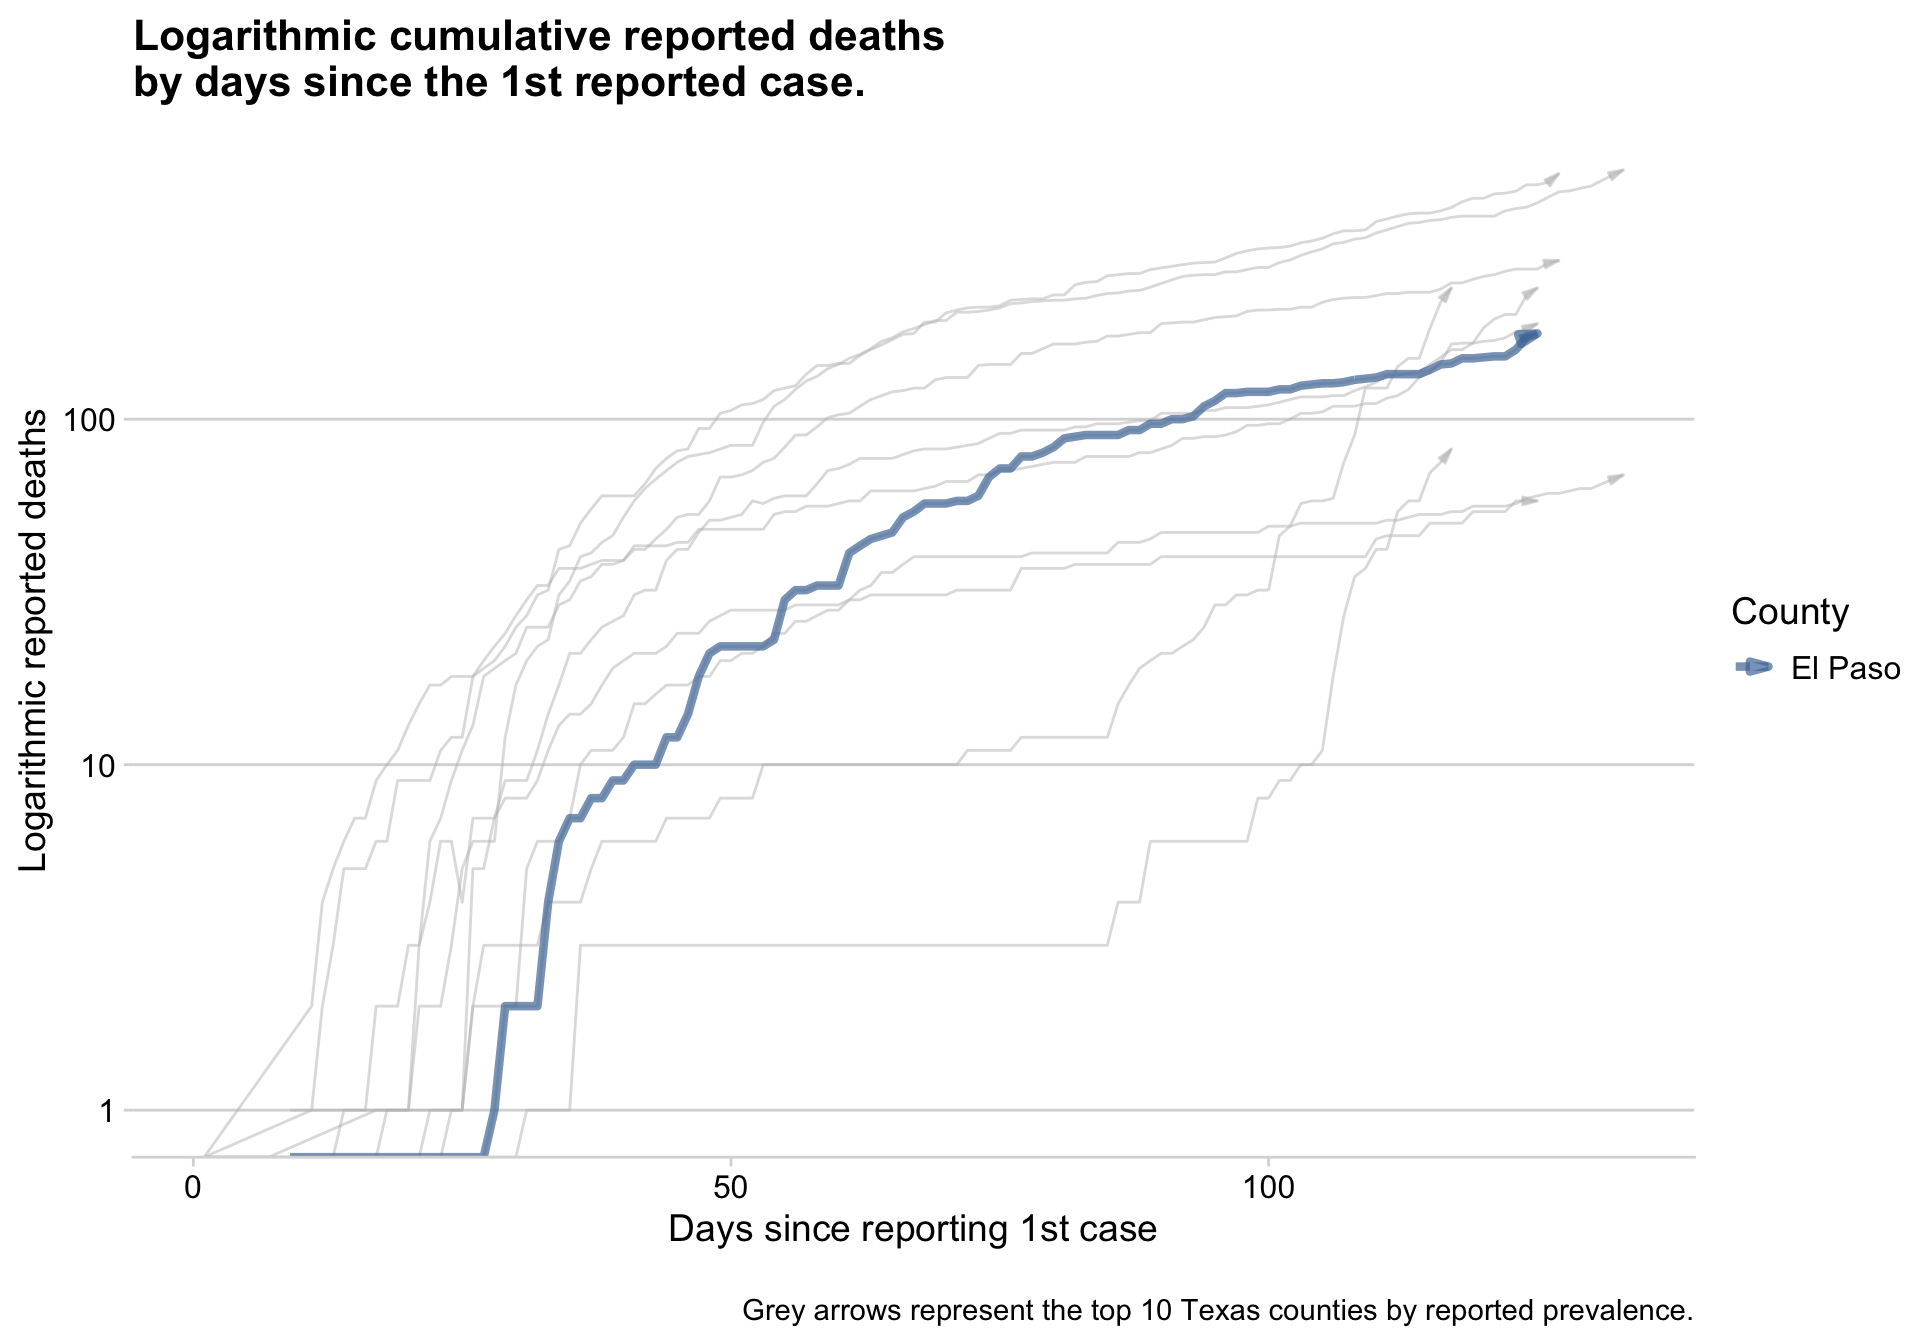 Logarithmic cumulative reported deaths
by days since the 1st reported case.
Logarithmic reported deaths
100
10
1
0
50
100
Days since reporting 1st case
County
El Paso
Grey arrows represent the top 10 Texas counties by reported prevalence.